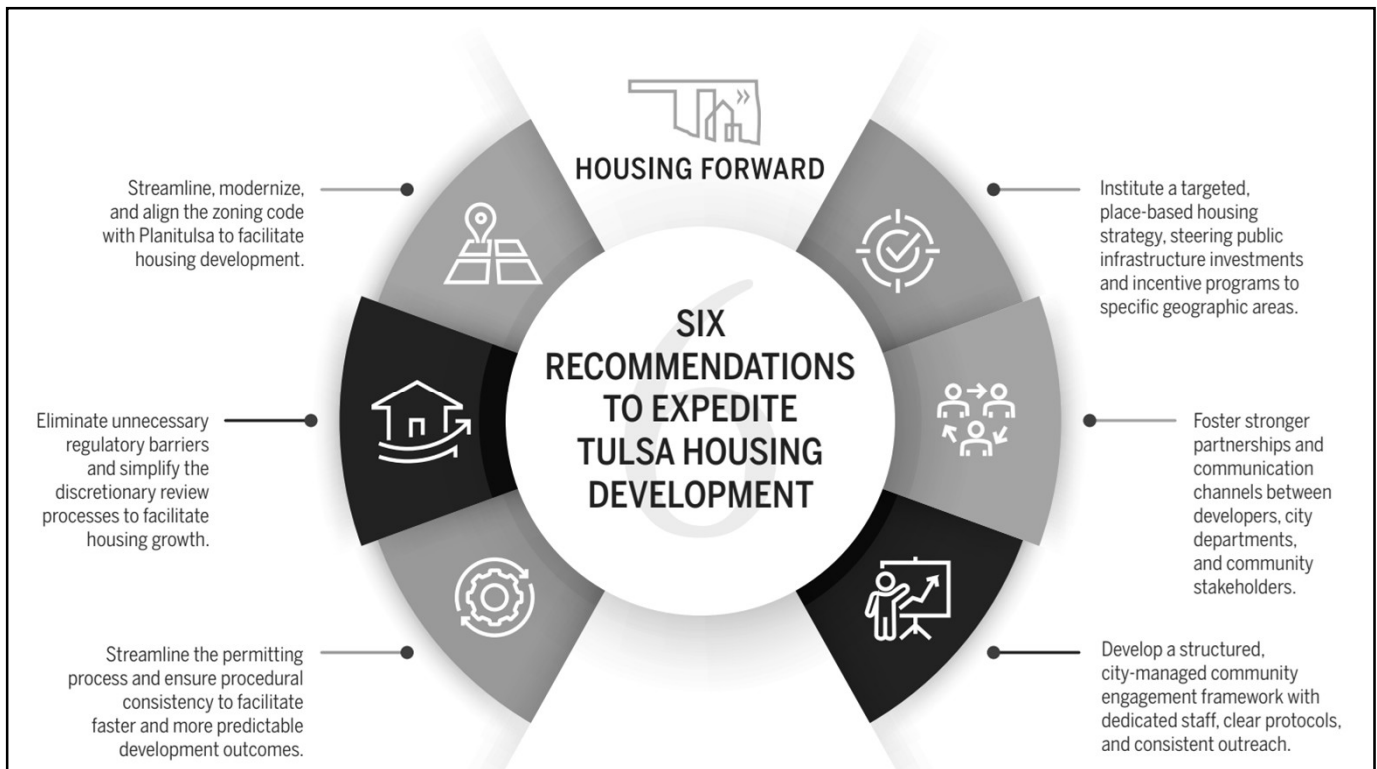 HOUSING FORWARD
6
SIX
RECOMMENDATIONS
TO EXPEDITE
TULSA HOUSING
DEVELOPMENT
Streamline, modernize,
and align the zoning code
with Planitulsa to facilitate
housing development.
Eliminate unnecessary
regulatory barriers
and simplify the
discretionary review
processes to facilitate
housing growth.
Streamline the permitting
process and ensure procedural
consistency to facilitate
faster and more predictable
development outcomes.
Institute a targeted,
place-based housing
strategy, steering public
infrastructure investments
and incentive programs to
specific geographic areas.
Foster stronger
partnerships and
communication
channels between
developers, city
departments,
and community
stakeholders.
Develop a structured,
city-managed community
engagement framework with
dedicated staff, clear protocols,
and consistent outreach.